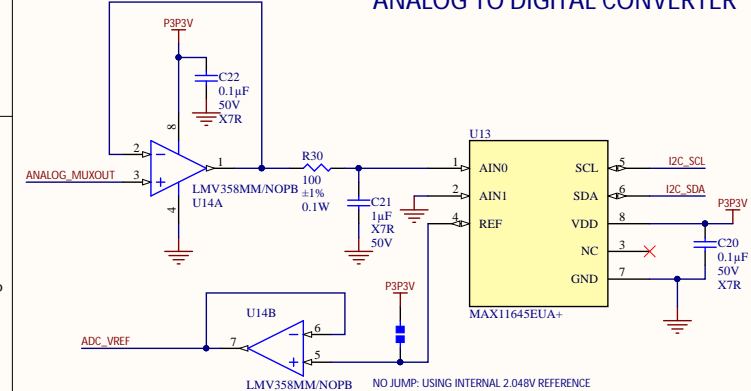 ANALOG TO DIGITAL CONVERTER
P3P3V
C22
0.1µF
50V
X7R
8
2
1
3
4
ANALOG_MUXOUT
LMV358MM/NOPB
U14A
R30
100
±1%
0.1W
C21
1µF
X7R
50V
U13
1 AIN0 SCL 5 I2C_SCL
2 AIN1 SDA 6 I2C_SDA
4 REF VDD 8 P3P3V
NC 3
GND 7
MAX11645EUA+
C20
0.1µF
50V
X7R
P3P3V
U14B
6
ADC_VREF 7
5
LMV358MM/NOPB
NO JUMP: USING INTERNAL 2.048V REFERENCE